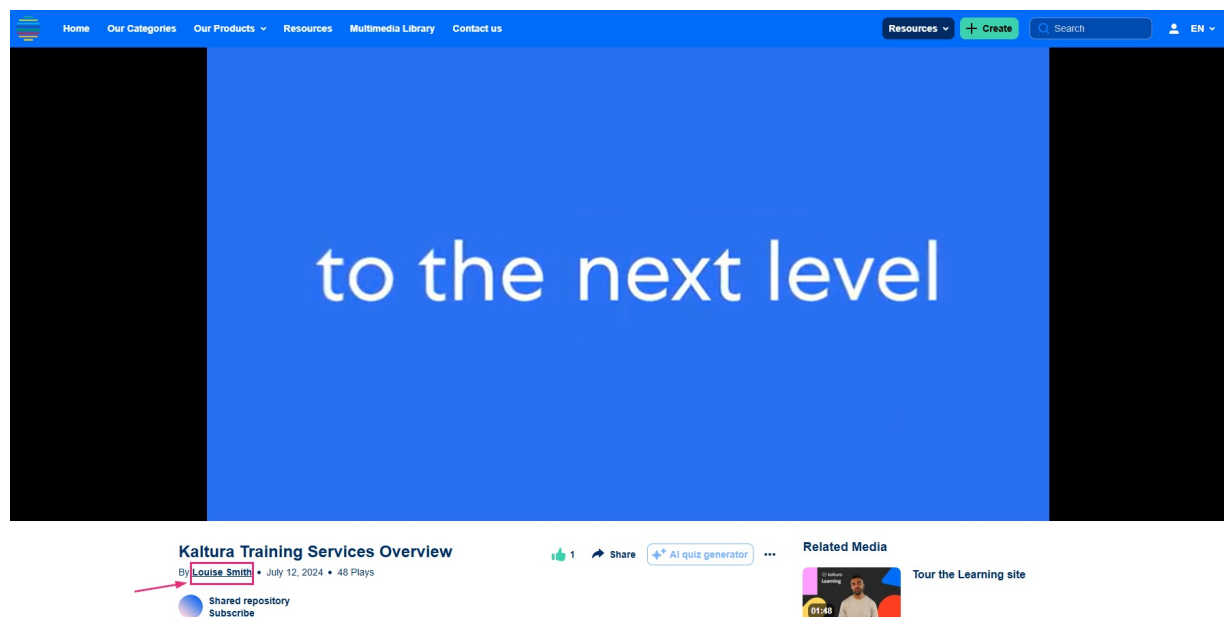 Home Our Categories Our Products Resources Multimedia Library Contact us Resources + Create Search EN
to the next level
Kaltura Training Services Overview
1 Share AI quiz generator ...
By Louise Smith • July 12, 2024 • 48 Plays
Shared repository
Subscribe
Related Media
kaltura
Learning
01:48
Tour the Learning site